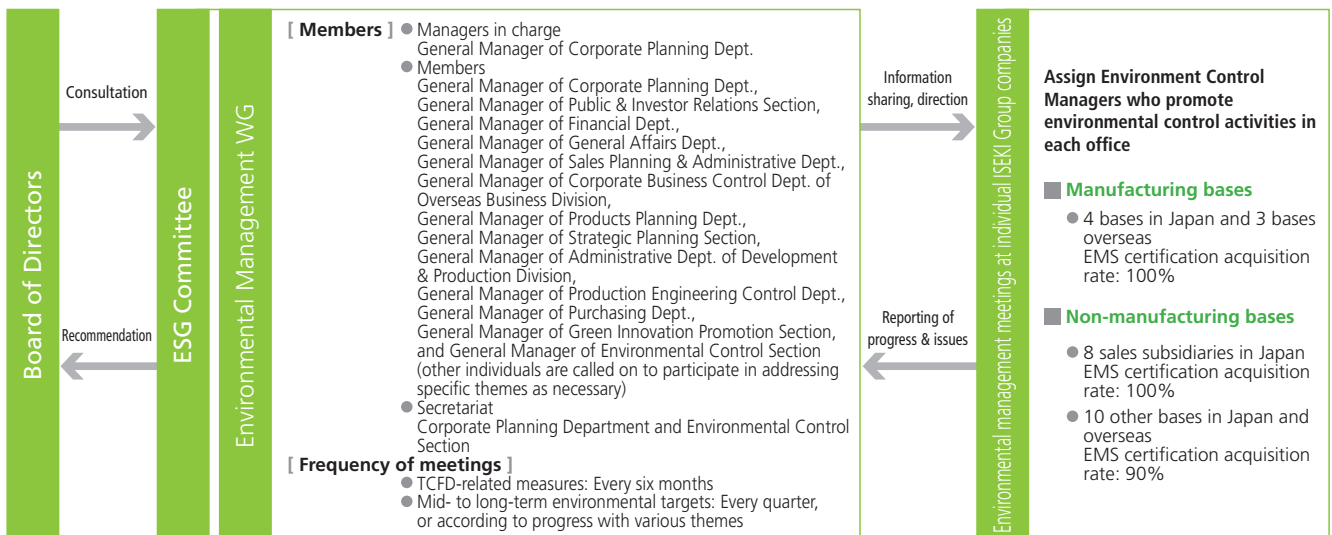 Board of Directors
Consultation
Recommendation
ESG Committee
Environmental Management WG
[ Members ] ● Managers in charge
General Manager of Corporate Planning Dept.
● Members
General Manager of Corporate Planning Dept.,
General Manager of Public & Investor Relations Section,
General Manager of Financial Dept.,
General Manager of General Affairs Dept.,
General Manager of Sales Planning & Administrative Dept.,
General Manager of Corporate Business Control Dept. of
Overseas Business Division,
General Manager of Products Planning Dept.,
General Manager of Strategic Planning Section,
General Manager of Administrative Dept. of Development
& Production Division,
General Manager of Production Engineering Control Dept.,
General Manager of Purchasing Dept.,
General Manager of Green Innovation Promotion Section,
and General Manager of Environmental Control Section
(other individuals are called on to participate in addressing
specific themes as necessary)
● Secretariat
Corporate Planning Department and Environmental Control
Section
[ Frequency of meetings ]
● TCFD-related measures: Every six months
● Mid- to long-term environmental targets: Every quarter,
or according to progress with various themes
Information
sharing, direction
Reporting of
progress & issues
Environmental management meetings at individual ISEKI Group companies
Assign Environment Control
Managers who promote
environmental control activities in
each office
■ Manufacturing bases
● 4 bases in Japan and 3 bases
overseas
EMS certification acquisition
rate: 100%
■ Non-manufacturing bases
● 8 sales subsidiaries in Japan
EMS certification acquisition
rate: 100%
● 10 other bases in Japan and
overseas
EMS certification acquisition
rate: 90%